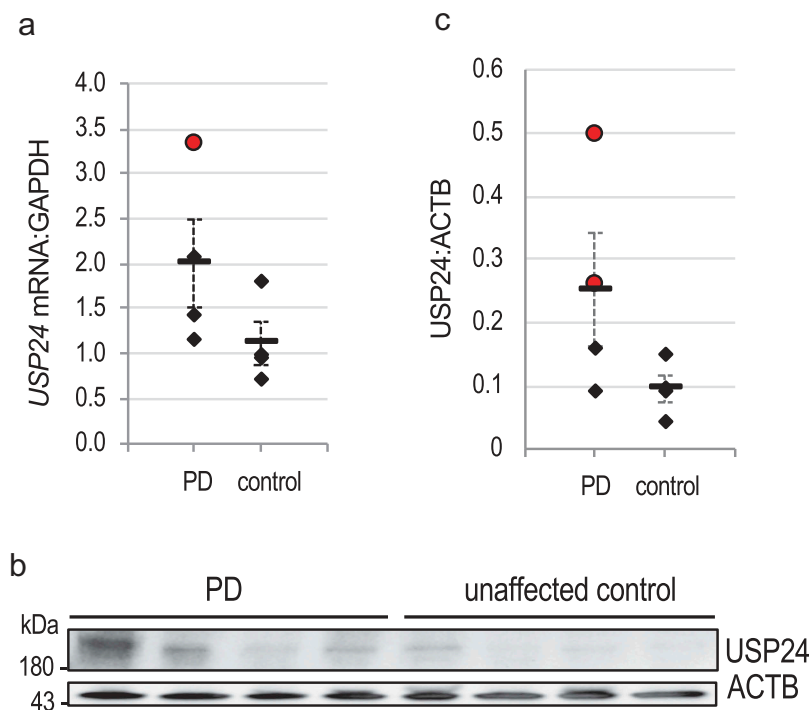 a
USP24 mRNA:GAPDH
4.0
3.5
3.0
2.5
2.0
1.5
1.0
0.5
0.0
PD control
c
USP24:ACTB
0.6
0.5
0.4
0.3
0.2
0.1
0
PD control
b
PD unaffected control
kDa
180
USP24
43
ACTB